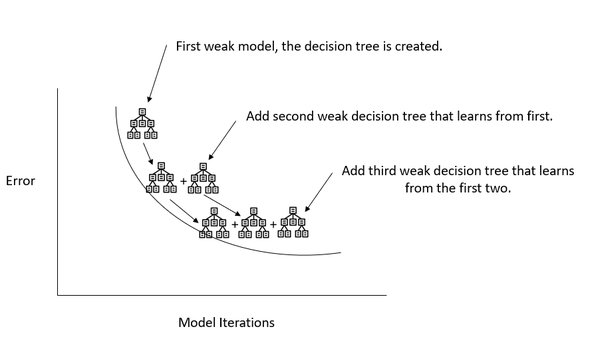 First weak model, the decision tree is created.
Add second weak decision tree that learns from first.
Add third weak decision tree that learns
from the first two.
Error
+
+ +
Model Iterations